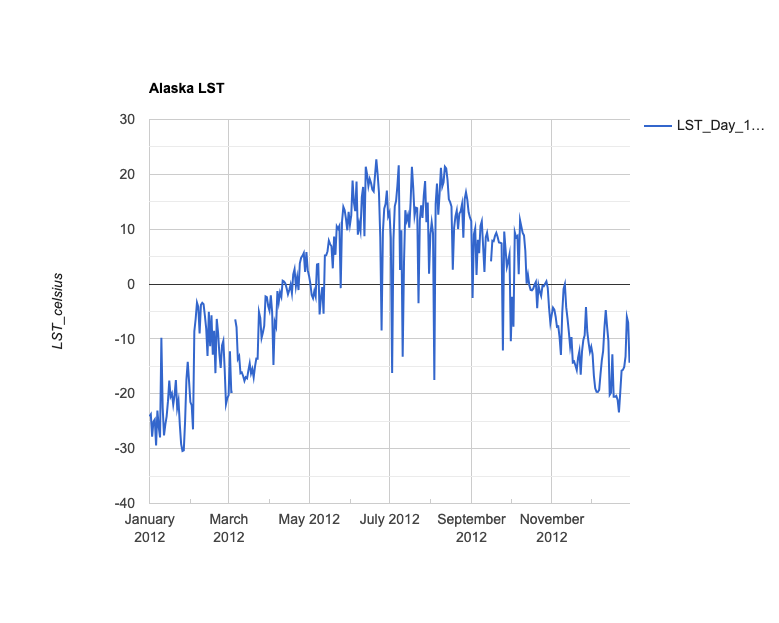 Alaska LST
LST_Day_1…
30
20
10
0
-10
-20
-30
-40
LST_celsius
January 2012
March 2012
May 2012
July 2012
September 2012
November 2012